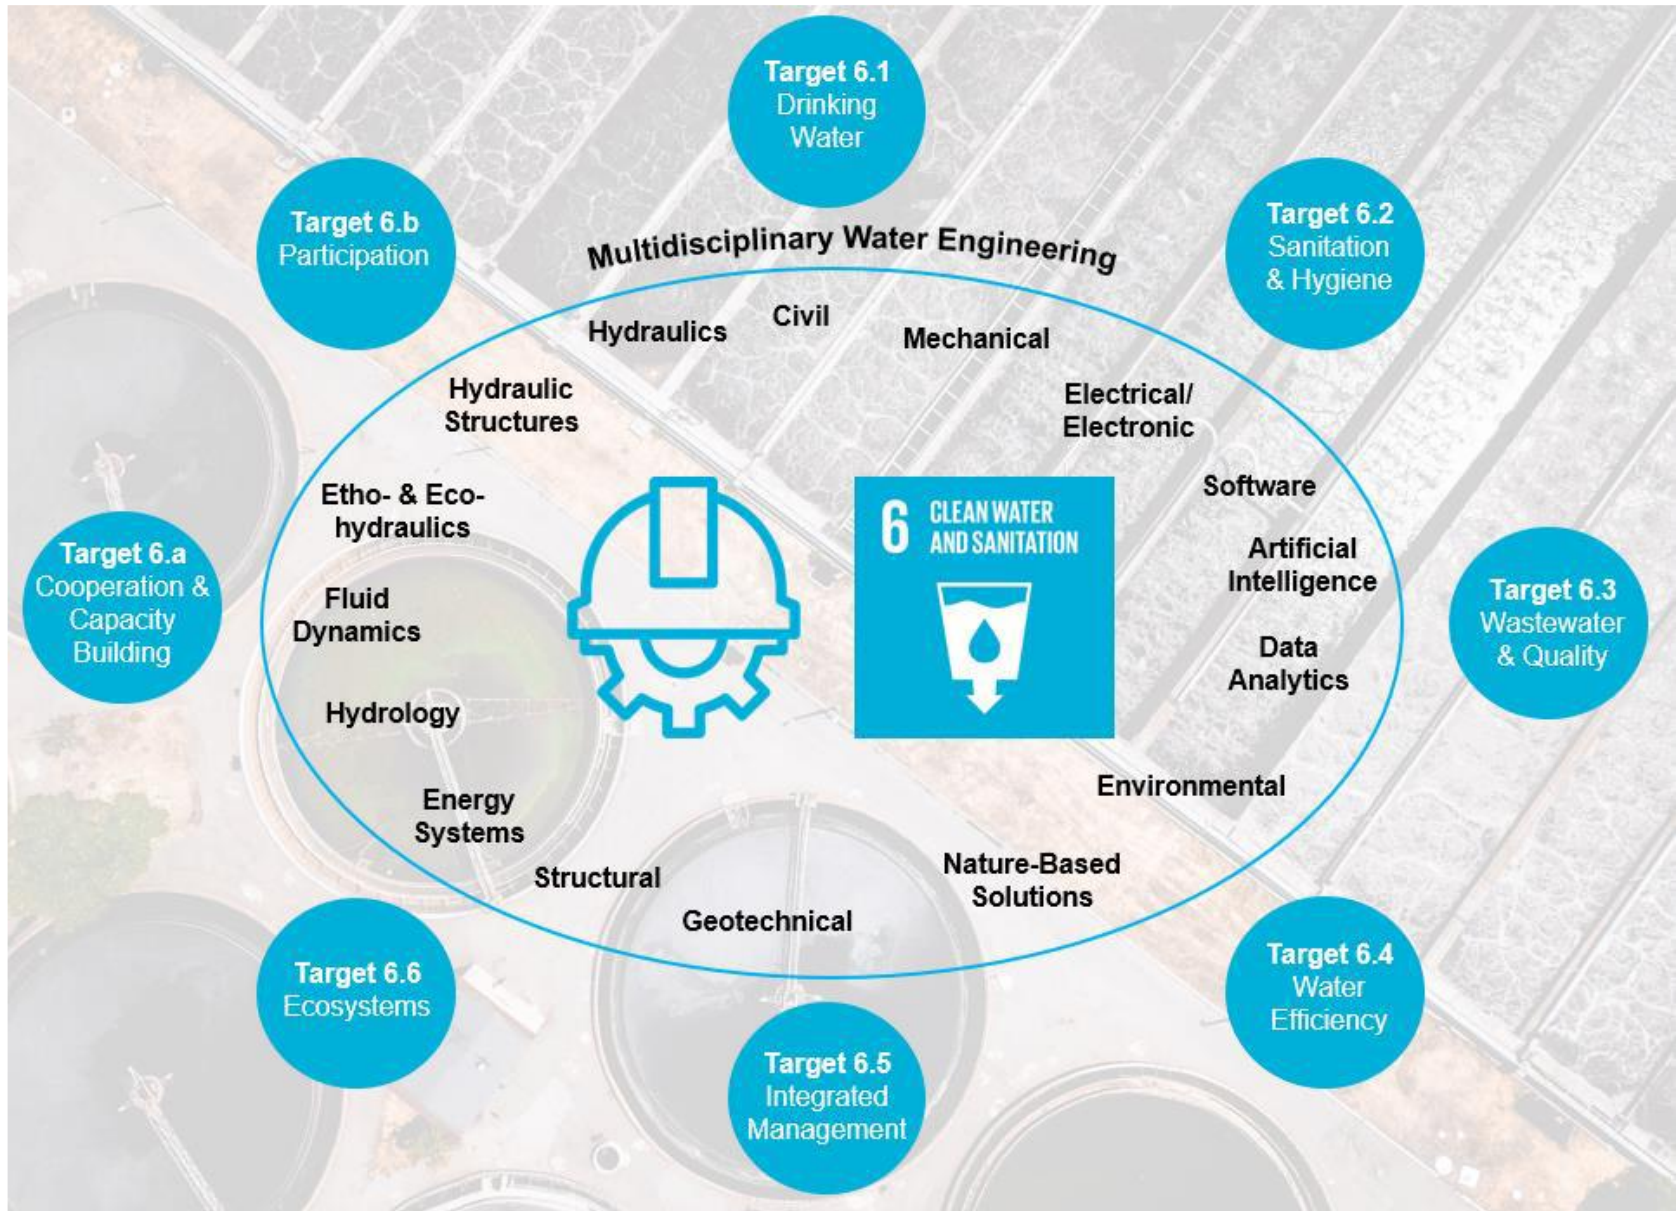 Target 6.1
Drinking
Water
Target 6.b
Participation
Target 6.2
Sanitation
& Hygiene
Multidisciplinary Water Engineering
Hydraulics
Civil
Mechanical
Hydraulic
Structures
Electrical/
Electronic
Etho- & Eco-
hydraulics
Software
6
CLEAN WATER
AND SANITATION
Artificial
Intelligence
Target 6.a
Cooperation &
Capacity
Building
Fluid
Dynamics
Target 6.3
Wastewater
& Quality
Data
Analytics
Hydrology
Environmental
Energy
Systems
Structural
Nature-Based
Solutions
Geotechnical
Target 6.6
Ecosystems
Target 6.4
Water
Efficiency
Target 6.5
Integrated
Management